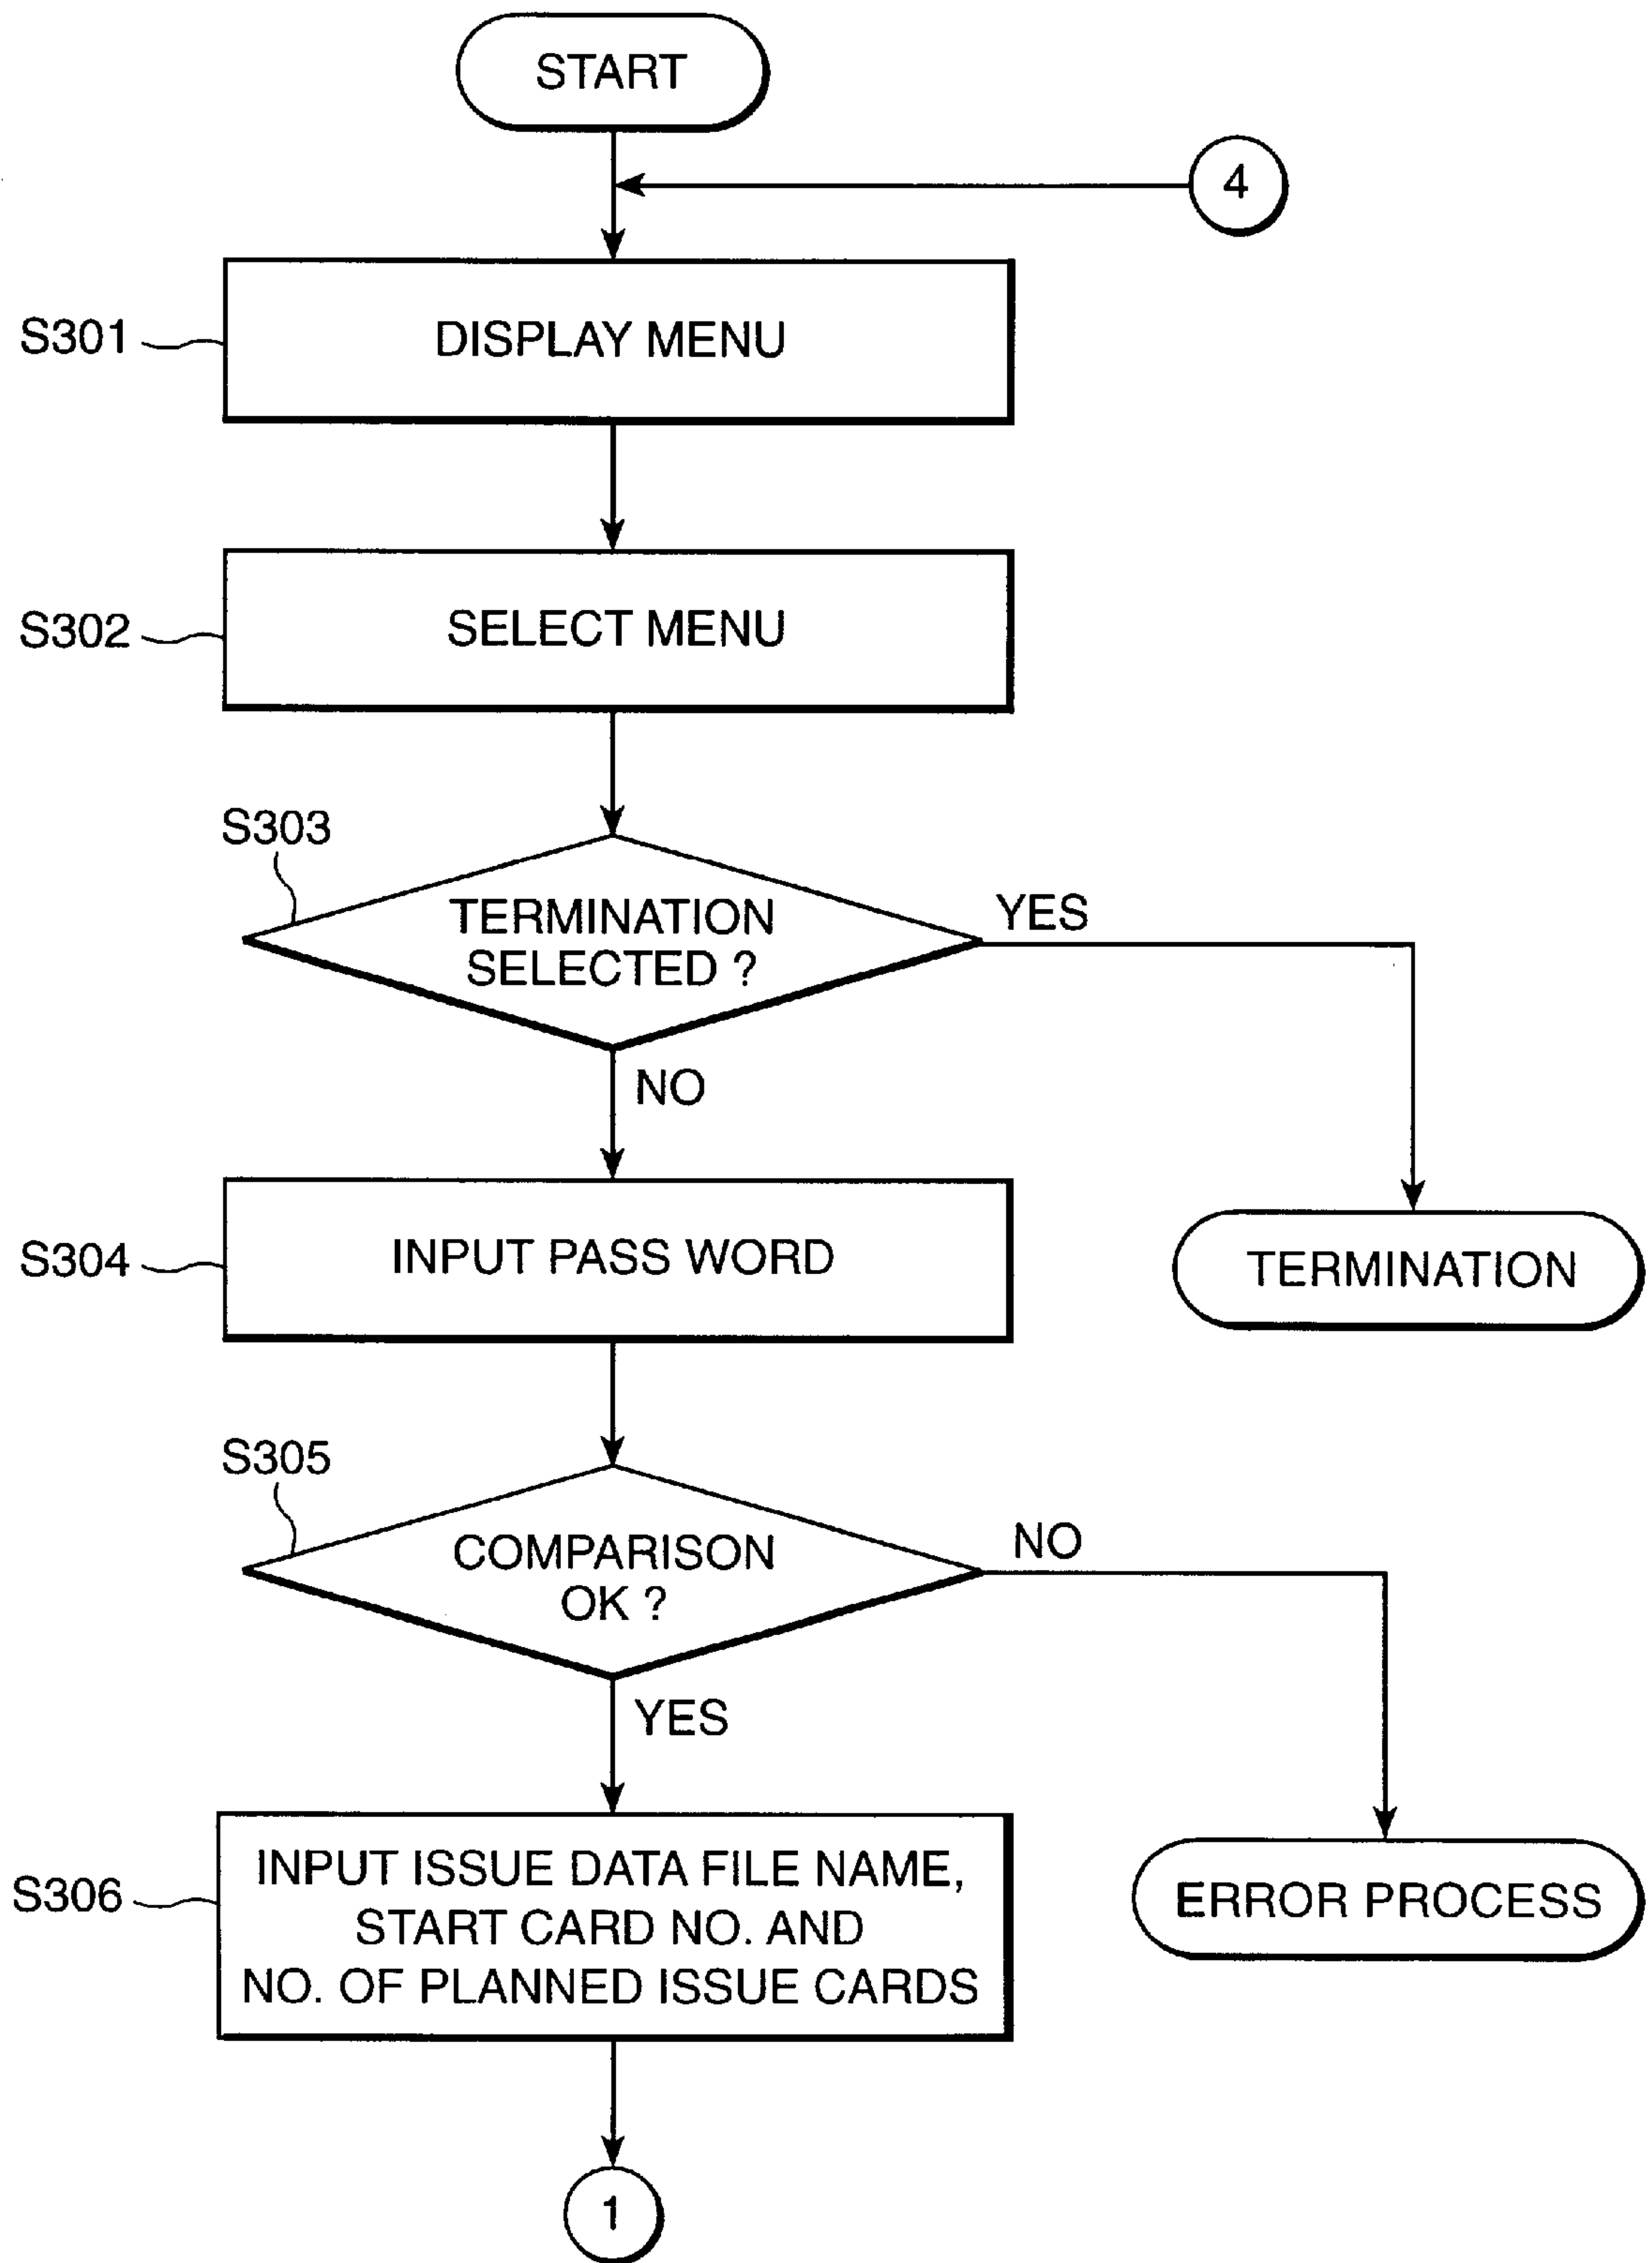 START
4
S301
DISPLAY MENU
S302
SELECT MENU
S303
TERMINATION
SELECTED ?
YES
NO
S304
INPUT PASS WORD
TERMINATION
S305
COMPARISON
OK ?
NO
YES
S306
INPUT ISSUE DATA FILE NAME,
START CARD NO. AND
NO. OF PLANNED ISSUE CARDS
ERROR PROCESS
1